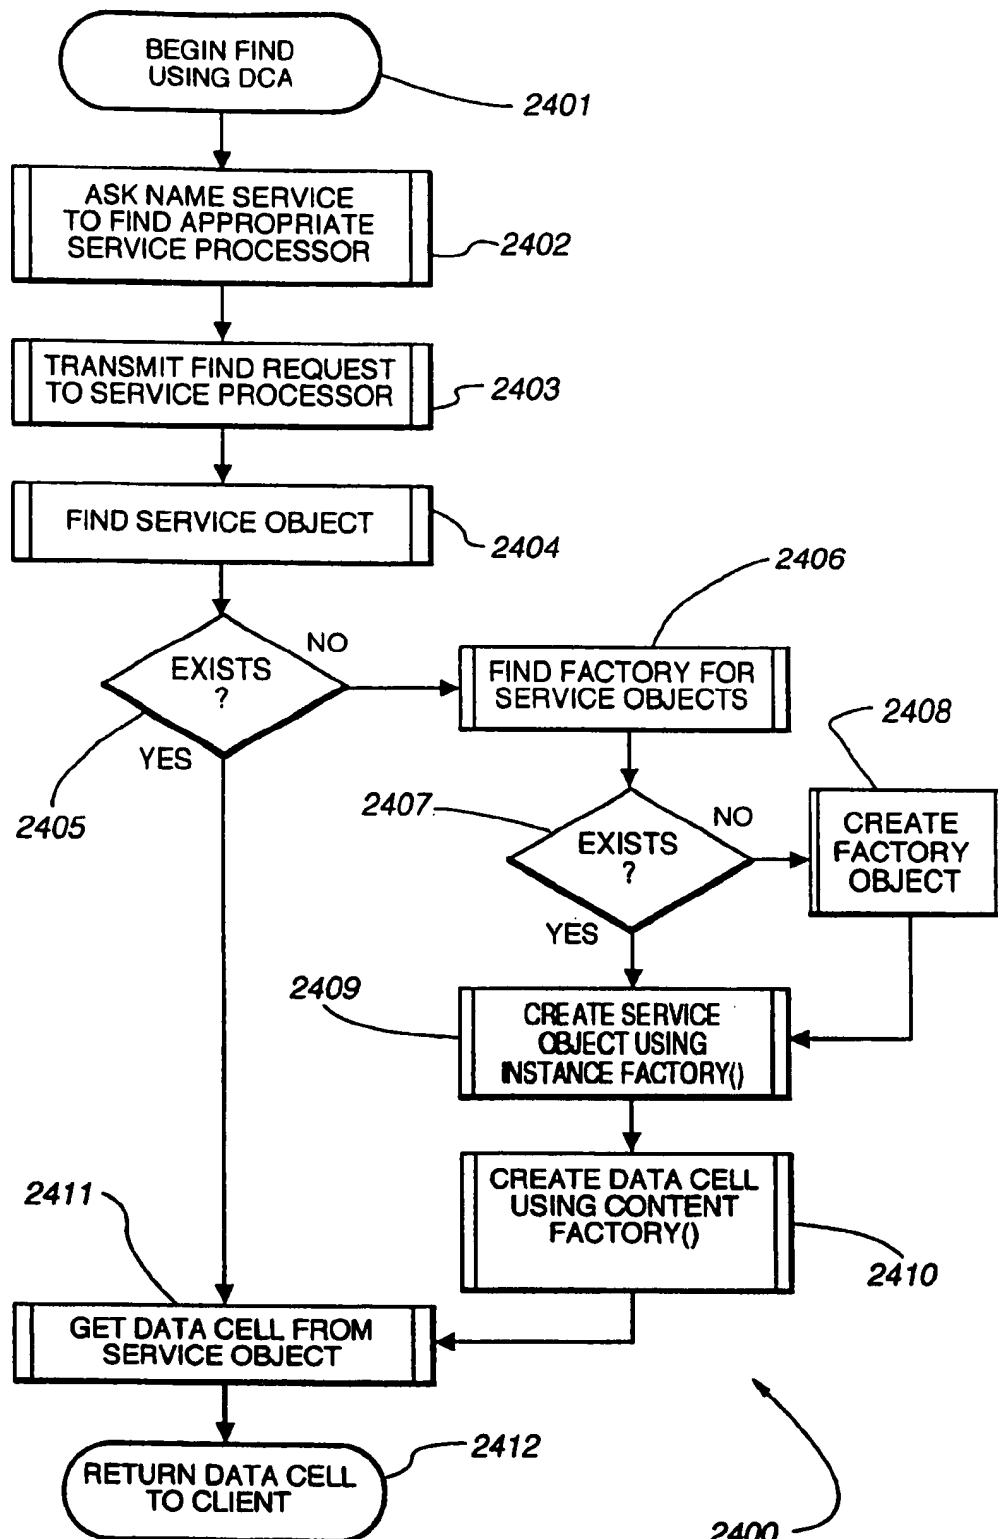 BEGIN FIND
USING DCA
2401
ASK NAME SERVICE
TO FIND APPROPRIATE
SERVICE PROCESSOR
2402
TRANSMIT FIND REQUEST
TO SERVICE PROCESSOR
2403
FIND SERVICE OBJECT
2404
EXISTS
?
NO
YES
2405
2406
FIND FACTORY FOR
SERVICE OBJECTS
2407
EXISTS
?
NO
YES
2408
CREATE
FACTORY
OBJECT
2409
CREATE SERVICE
OBJECT USING
INSTANCE FACTORY()
CREATE DATA CELL
USING CONTENT
FACTORY()
2410
2411
GET DATA CELL FROM
SERVICE OBJECT
2412
RETURN DATA CELL
TO CLIENT
2400